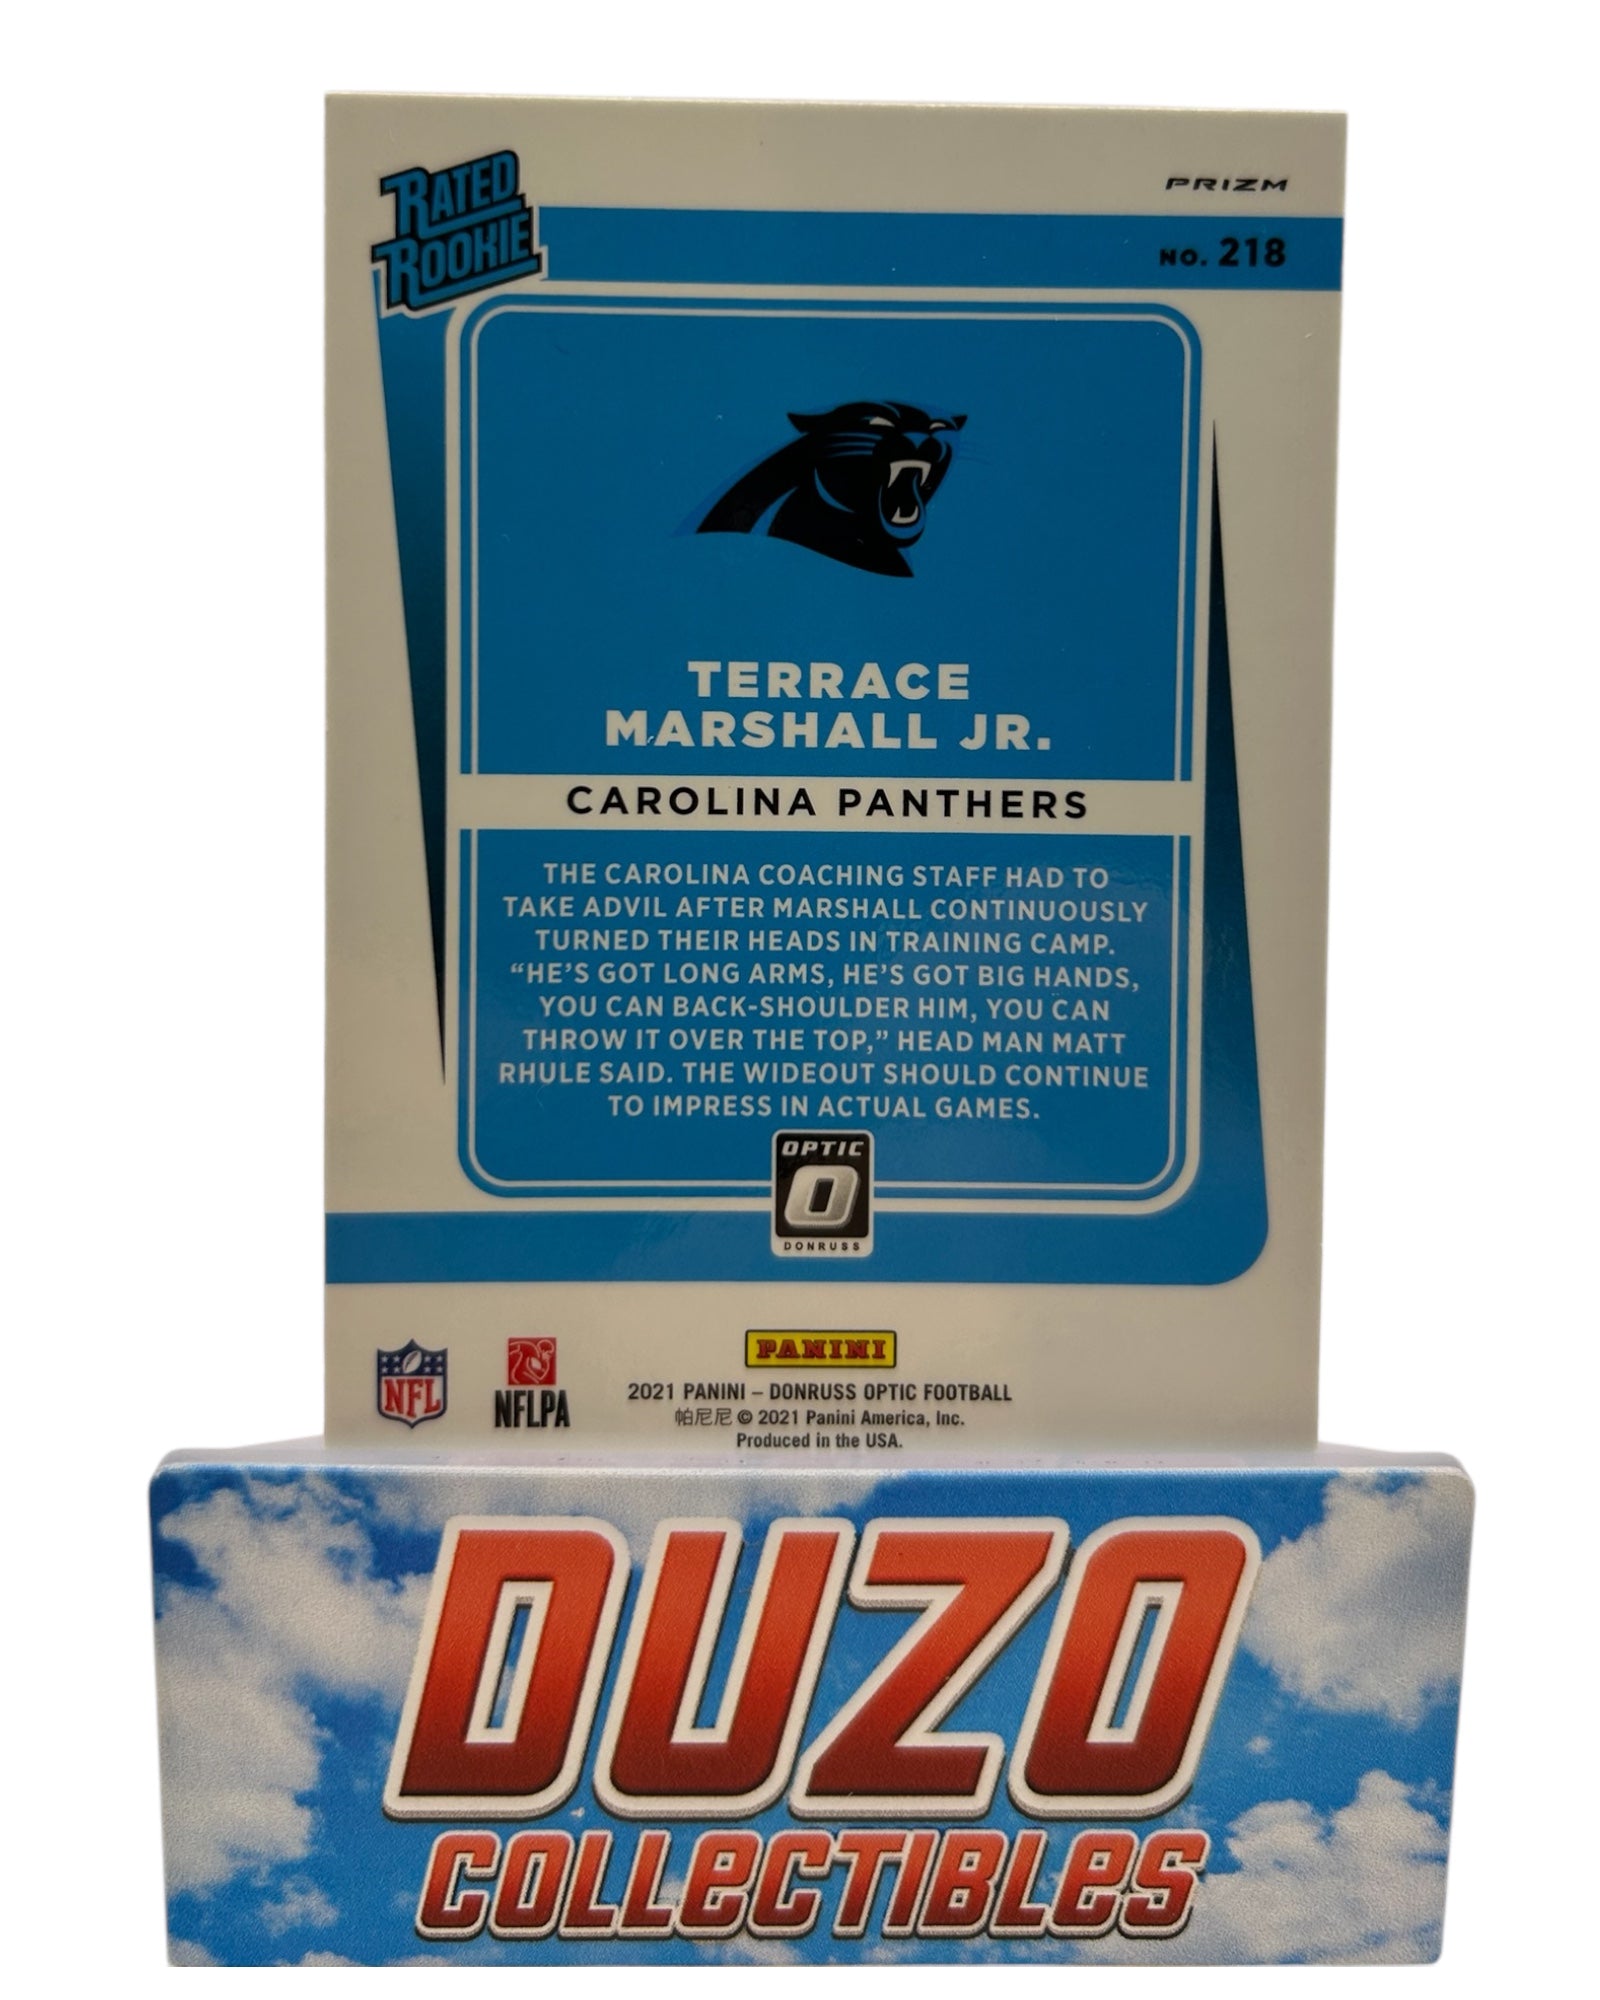 RATED
ROOKIE
PRIZM
NO. 218
TERRACE
MARSHALL JR.
CAROLINA PANTHERS
THE CAROLINA COACHING STAFF HAD TO
TAKE ADVIL AFTER MARSHALL CONTINUOUSLY
TURNED THEIR HEADS IN TRAINING CAMP.
“HE’S GOT LONG ARMS, HE’S GOT BIG HANDS,
YOU CAN BACK-SHOULDER HIM, YOU CAN
THROW IT OVER THE TOP,” HEAD MAN MATT
RHULE SAID. THE WIDEOUT SHOULD CONTINUE
TO IMPRESS IN ACTUAL GAMES.
OPTIC
O
DONRUSS
NFL
NFLPA
PANINI
2021 PANINI – DONRUSS OPTIC FOOTBALL
帕尼尼 © 2021 Panini America, Inc.
Produced in the USA.
DUZO
COLLeCTIBLeS